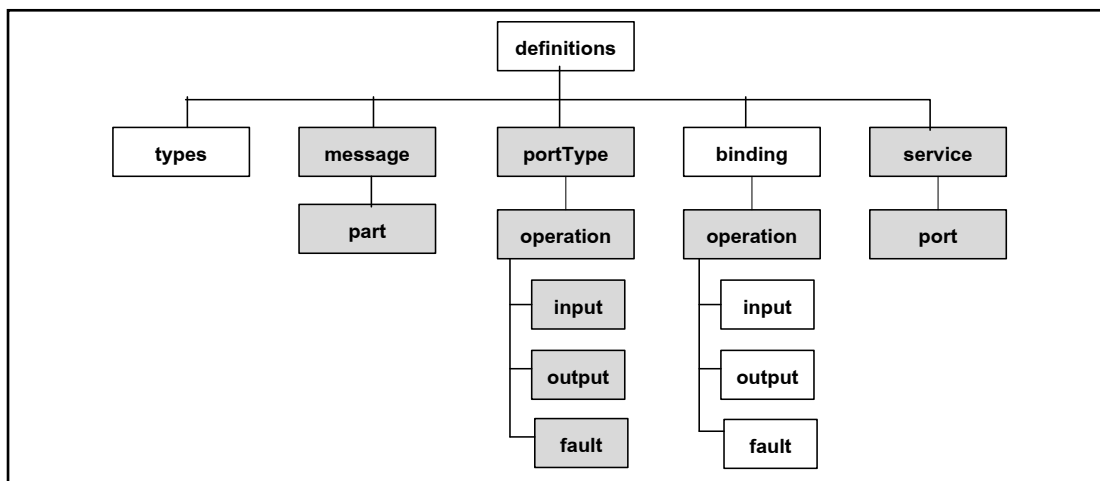 definitions
types message portType binding service
part operation operation port
input input
output output
fault fault